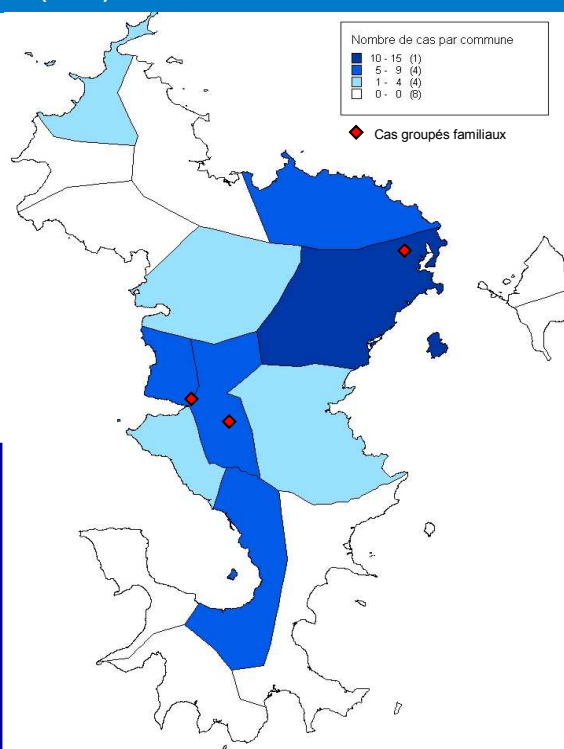 Nombre de cas par commune
10 - 15 (1)
5 - 9 (4)
1 - 4 (4)
0 - 0 (8)
Cas groupés familiaux